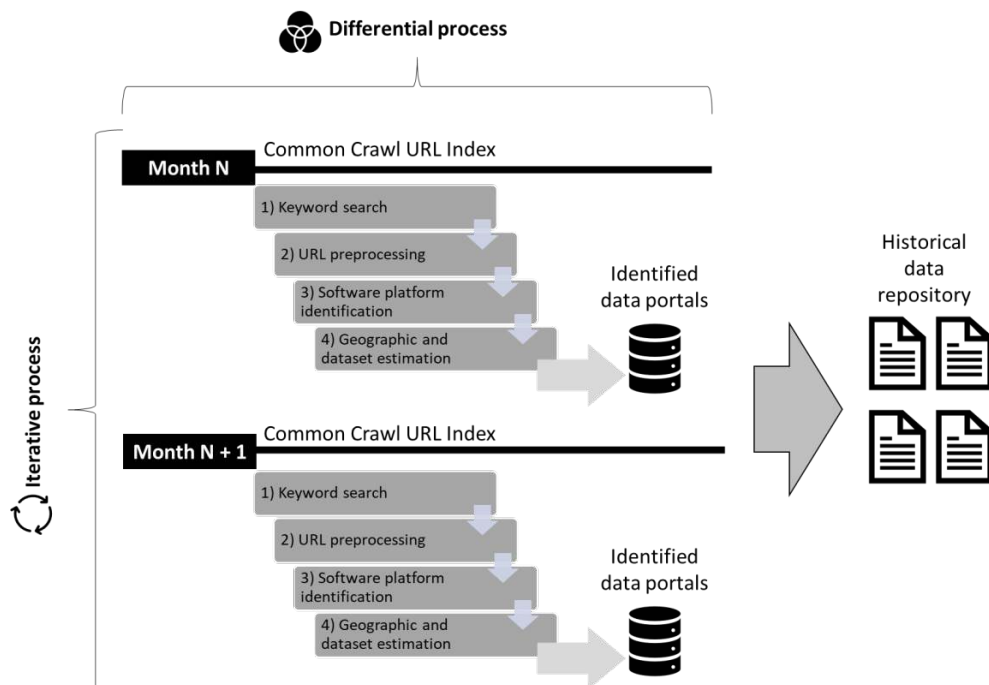 Differential process
Common Crawl URL Index
Month N
1) Keyword search
2) URL preprocessing
3) Software platform
identification
4) Geographic and
dataset estimation
Identified
data portals
Historical
data
repository
Iterative process
Common Crawl URL Index
Month N + 1
1) Keyword search
2) URL preprocessing
3) Software platform
identification
4) Geographic and
dataset estimation
Identified
data portals